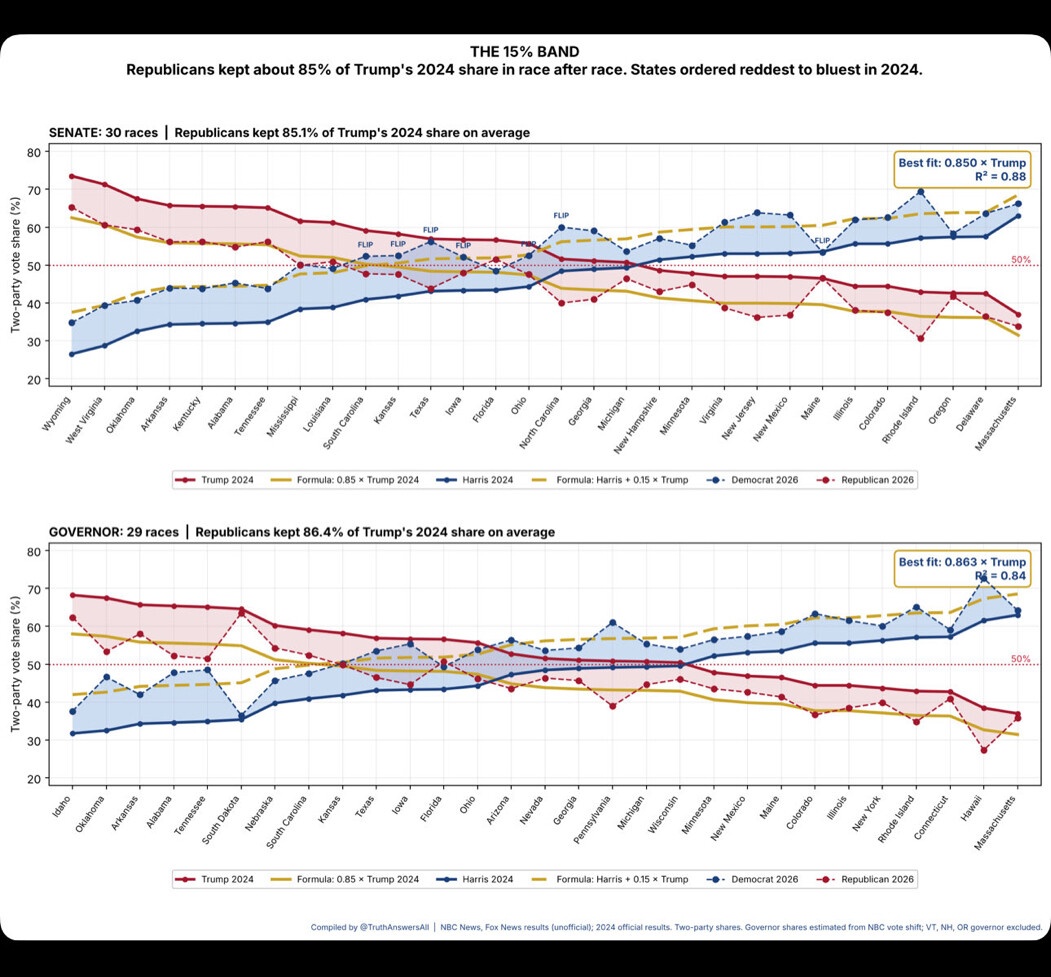 THE 15% BAND
Republicans kept about 85% of Trump's 2024 share in race after race. States ordered reddest to bluest in 2024.
SENATE: 30 races | Republicans kept 85.1% of Trump's 2024 share on average
Two-party vote share (%)
80
70
60
50
40
30
20
Best fit: 0.850 × Trump
R² = 0.88
FLIP
FLIP
FLIP
FLIP
FLIP
FLIP
FLIP
50%
Wyoming
West Virginia
Oklahoma
Arkansas
Kentucky
Alabama
Tennessee
Mississippi
Louisiana
South Carolina
Kansas
Texas
Iowa
Florida
Ohio
North Carolina
Georgia
Michigan
New Hampshire
Minnesota
Virginia
New Jersey
New Mexico
Maine
Illinois
Colorado
Rhode Island
Oregon
Delaware
Massachusetts
Trump 2024 Formula: 0.85 × Trump 2024 Harris 2024 Formula: Harris + 0.15 × Trump Democrat 2026 Republican 2026
GOVERNOR: 29 races | Republicans kept 86.4% of Trump's 2024 share on average
Two-party vote share (%)
80
70
60
50
40
30
20
Best fit: 0.863 × Trump
R² = 0.84
50%
Idaho
Oklahoma
Arkansas
Alabama
Tennessee
South Dakota
Nebraska
South Carolina
Kansas
Texas
Iowa
Florida
Ohio
Arizona
Nevada
Georgia
Pennsylvania
Michigan
Wisconsin
Minnesota
New Mexico
Maine
Colorado
Illinois
New York
Rhode Island
Connecticut
Hawaii
Massachusetts
Trump 2024 Formula: 0.85 × Trump 2024 Harris 2024 Formula: Harris + 0.15 × Trump Democrat 2026 Republican 2026
Compiled by @TruthAnswersAll | NBC News, Fox News results (unofficial); 2024 official results. Two-party shares. Governor shares estimated from NBC vote shift; VT, NH, OR governor excluded.